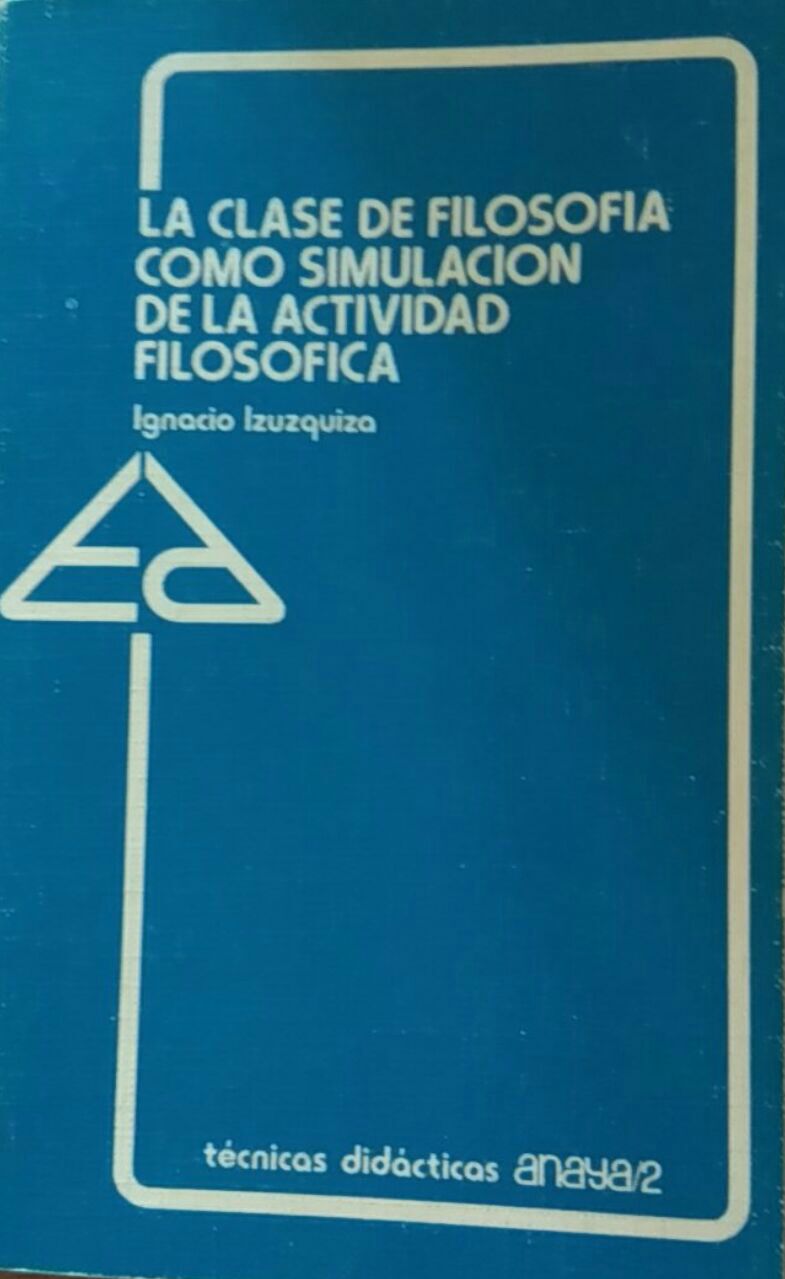 LA CLASE DE FILOSOFIA
COMO SIMULACION
DE LA ACTIVIDAD
FILOSOFICA
Ignacio Izuzquiza
técnicas didácticas anaya/2